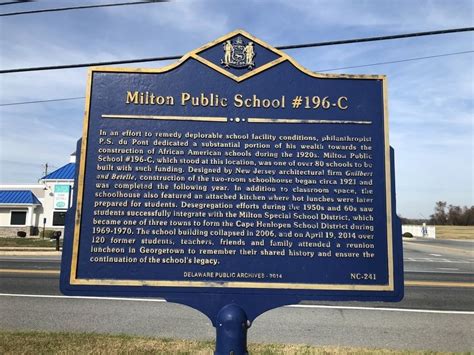 Milton Public School #196-C
In an effort to remedy deplorable school facility conditions, philanthropist
P.S. du Pont dedicated a substantial portion of his wealth towards the
construction of African American schools during the 1920s. Milton Public
School #196-C, which stood at this location, was one of over 80 schools to be
built with such funding. Designed by New Jersey architectural firm Guilbert
and Betelle, construction of the two-room schoolhouse began circa 1921 and
was completed the following year. In addition to classroom space, the
schoolhouse also featured an attached kitchen where hot lunches were later
prepared for students. Desegregation efforts during the 1950s and 60s saw
students successfully integrate with the Milton Special School District, which
became one of three towns to form the Cape Henlopen School District during
1969-1970. The school building collapsed in 2006, and on April 19, 2014 over
120 former students, teachers, friends and family attended a reunion
luncheon in Georgetown to remember their shared history and ensure the
continuation of the school's legacy.
DELAWARE PUBLIC ARCHIVES - 2014
NC-241